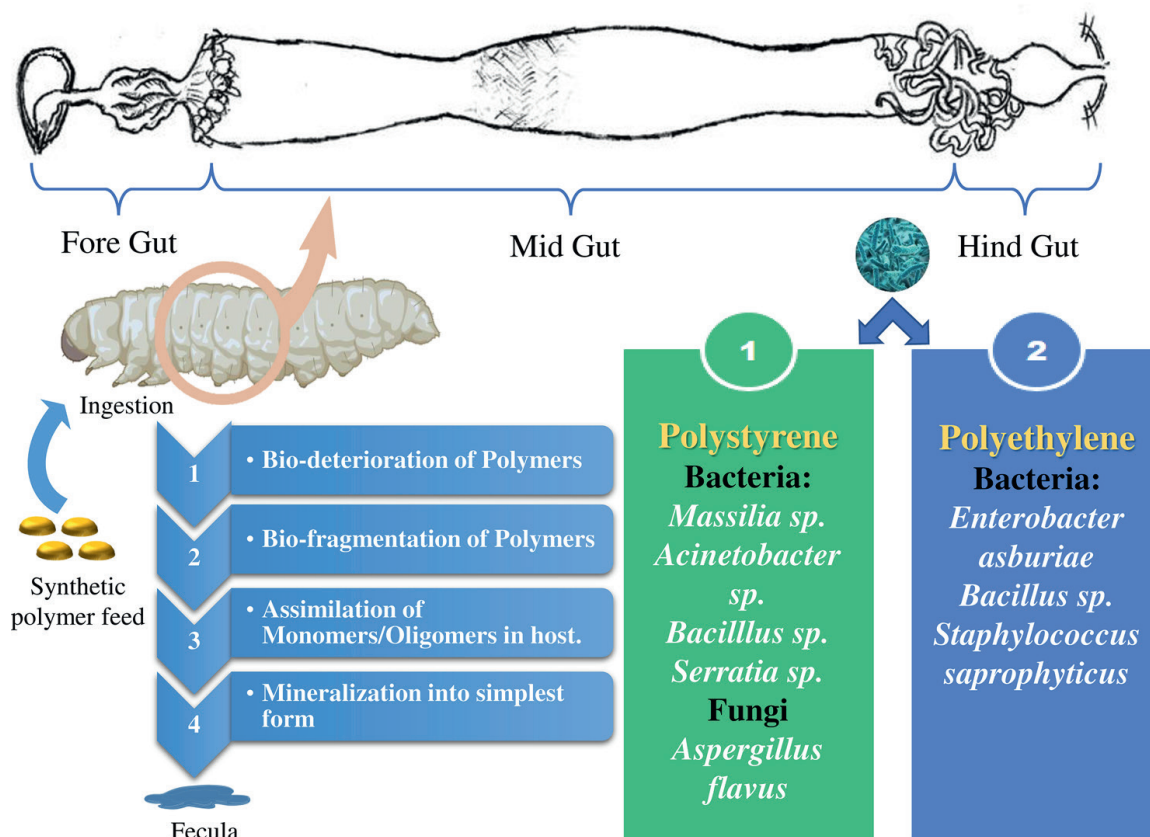 Fore Gut
Mid Gut
Hind Gut
Ingestion
Synthetic
polymer feed
1
• Bio-deterioration of Polymers
2
• Bio-fragmentation of Polymers
3
• Assimilation of
Monomers/Oligomers in host.
4
• Mineralization into simplest
form
Fecula
1
Polystyrene
Bacteria:
Massilia sp.
Acinetobacter
sp.
Bacilllus sp.
Serratia sp.
Fungi
Aspergillus
flavus
2
Polyethylene
Bacteria:
Enterobacter
asburiae
Bacillus sp.
Staphylococcus
saprophyticus